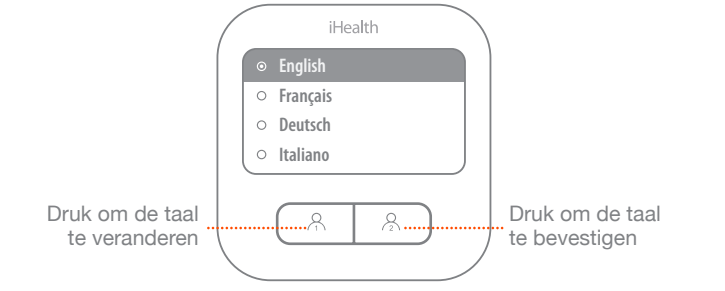 iHealth
English
Français
Deutsch
Italiano
Druk om de taal
te veranderen
1
2
Druk om de taal
te bevestigen